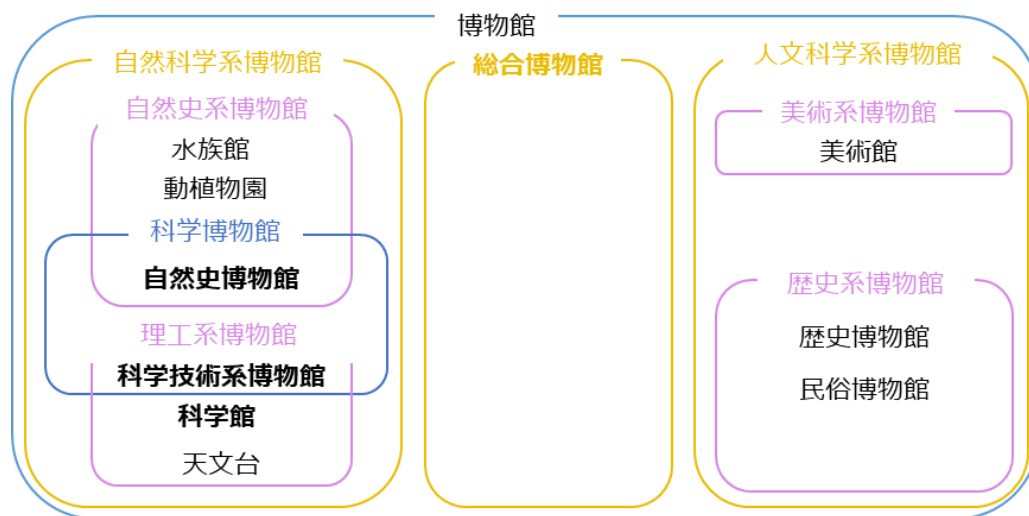 博物館
自然科学系博物館
自然史系博物館
水族館
動植物園
科学博物館
自然史博物館
理工系博物館
科学技術系博物館
科学館
天文台
総合博物館
人文科学系博物館
美術系博物館
美術館
歴史系博物館
歴史博物館
民俗博物館